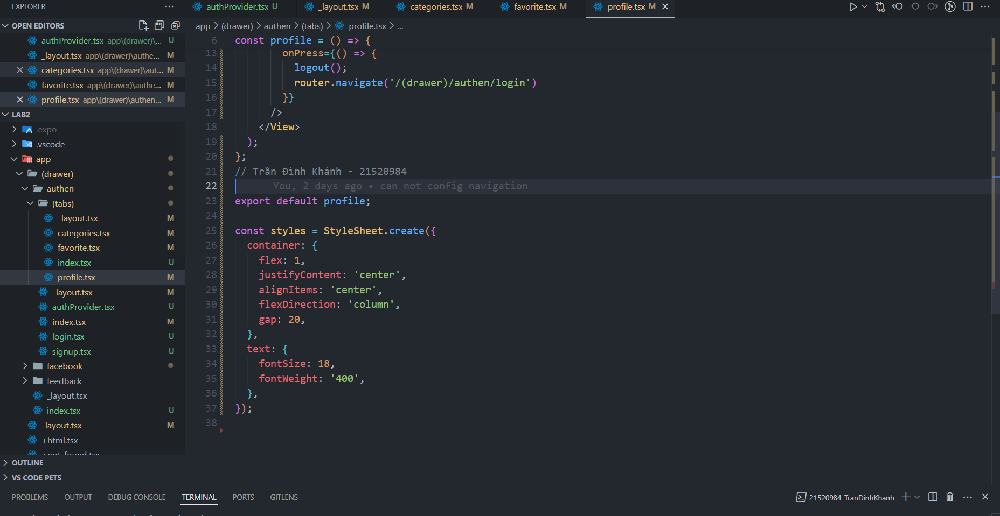 EXPLORER
authProvider.tsx U
_layout.tsx M
categories.tsx M
favorite.tsx M
profile.tsx M
OPEN EDITORS
authProvider.tsx app\(drawer)\... U
_layout.tsx app\(drawer)\authe... M
categories.tsx app\(drawer)\aut... M
favorite.tsx app\(drawer)\authe... M
profile.tsx app\(drawer)\authen... M
LAB2
.expo
.vscode
app
(drawer)
authen
(tabs)
_layout.tsx M
categories.tsx M
favorite.tsx M
index.tsx U
profile.tsx M
_layout.tsx M
authProvider.tsx U
index.tsx M
login.tsx U
signup.tsx U
facebook
feedback
_layout.tsx
index.tsx U
_layout.tsx M
+html.tsx
+not-found.tsx
OUTLINE
VS CODE PETS
app > (drawer) > authen > (tabs) > profile.tsx > ...
6 const profile = () => {
13 onPress={() => {
14 logout();
15 router.navigate('/(drawer)/authen/login')
16 }}
17 />
18 </View>
19 );
20 };
21 // Trần Đình Khánh - 21520984
22 You, 2 days ago • can not config navigation
23 export default profile;
24
25 const styles = StyleSheet.create({
26 container: {
27 flex: 1,
28 justifyContent: 'center',
29 alignItems: 'center',
30 flexDirection: 'column',
31 gap: 20,
32 },
33 text: {
34 fontSize: 18,
35 fontWeight: '400',
36 },
37 });
38
PROBLEMS OUTPUT DEBUG CONSOLE TERMINAL PORTS GITLENS
21520984_TranDinhKhanh